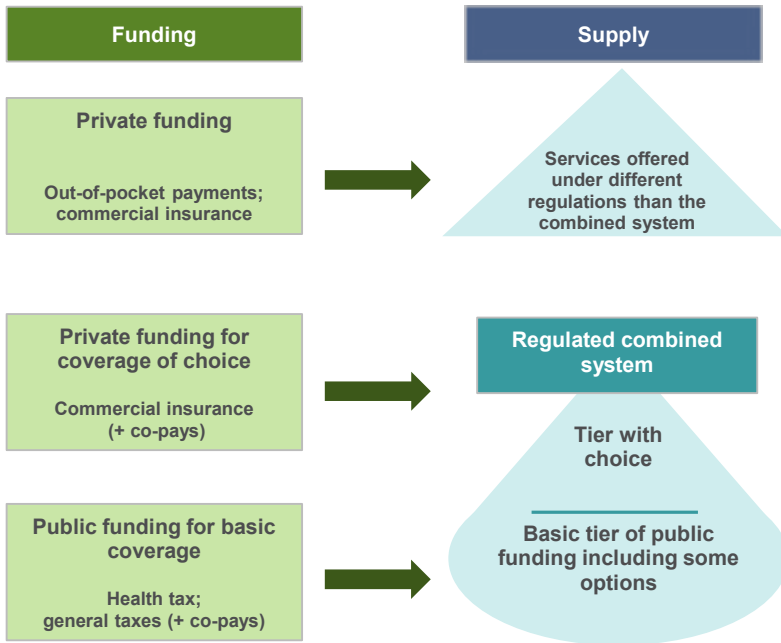 Funding
Supply
Private funding
Out-of-pocket payments;
commercial insurance
Services offered
under different
regulations than the
combined system
Private funding for
coverage of choice
Commercial insurance
(+ co-pays)
Regulated combined
system
Tier with
choice
Public funding for basic
coverage
Health tax;
general taxes (+ co-pays)
Basic tier of public
funding including some
options